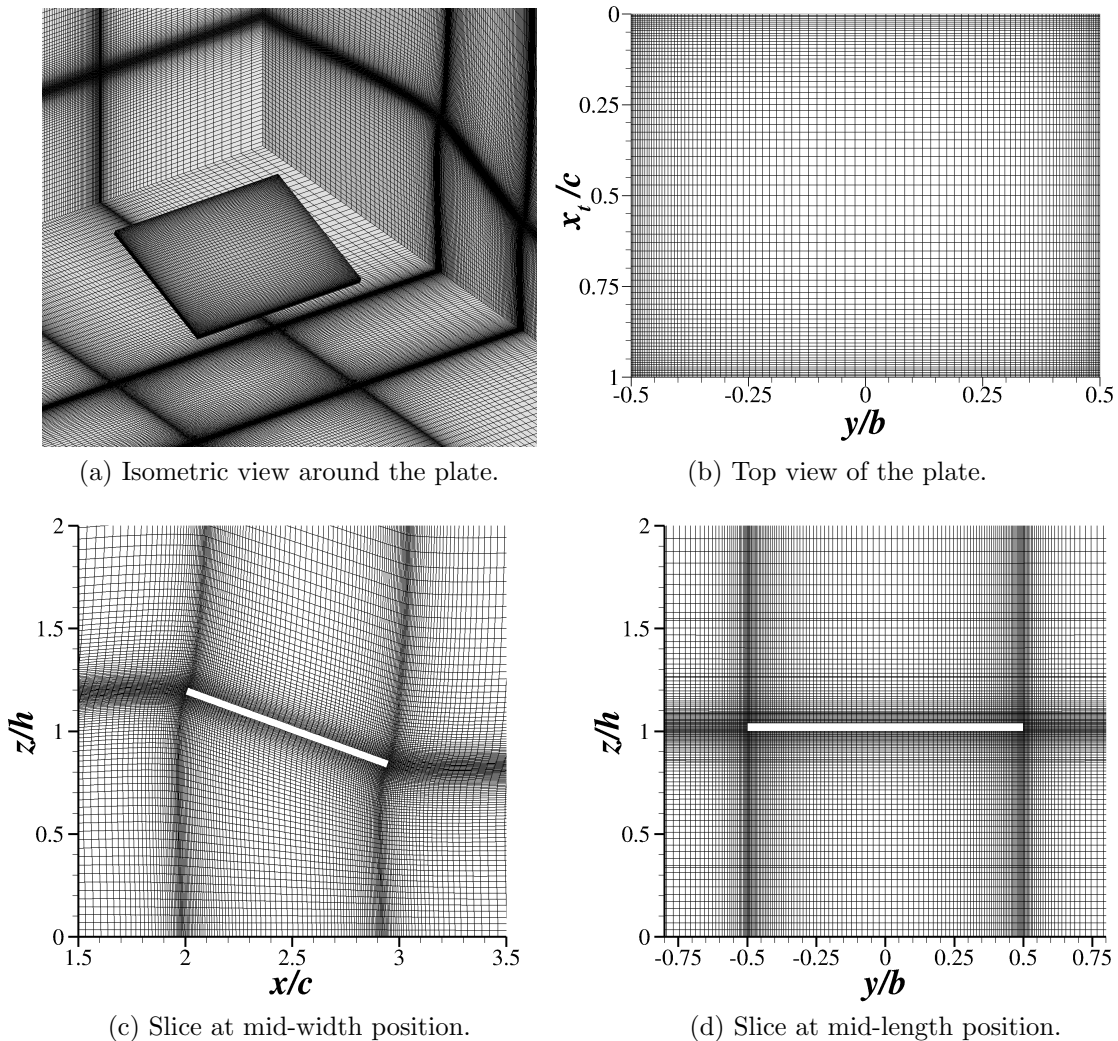 0
0.25
0.5
0.75
1
x_t/c
-0.5 -0.25 0 0.25 0.5
y/b
(a) Isometric view around the plate.
(b) Top view of the plate.
2
1.5
1
0.5
0
z/h
1.5 2 2.5 3 3.5
x/c
2
1.5
1
0.5
0
z/h
-0.75 -0.5 -0.25 0 0.25 0.5 0.75
y/b
(c) Slice at mid-width position.
(d) Slice at mid-length position.